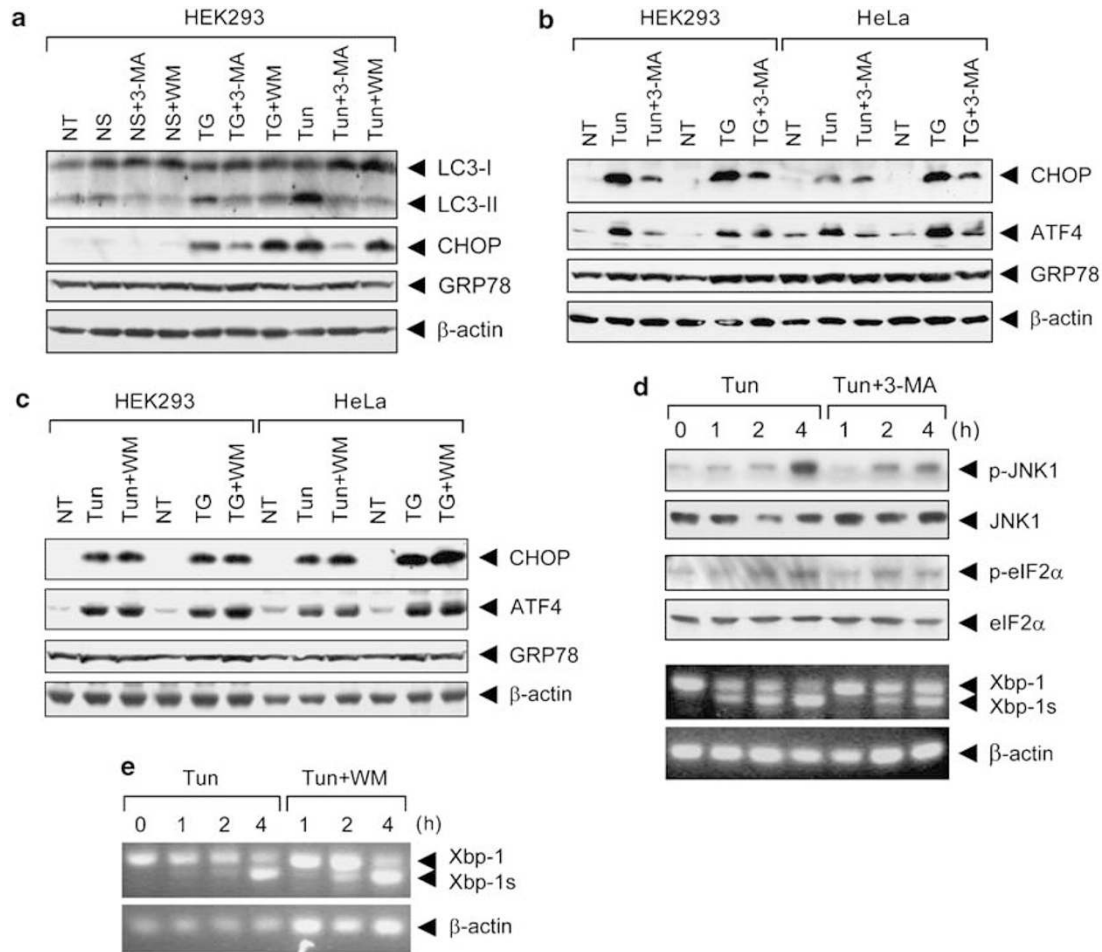 a
HEK293
NT NS NS+3-MA NS+WM TG TG+3-MA TG+WM Tun Tun+3-MA Tun+WM
LC3-I
LC3-II
CHOP
GRP78
β-actin
b
HEK293 HeLa
NT Tun Tun+3-MA NT TG TG+3-MA NT Tun Tun+3-MA NT TG TG+3-MA
CHOP
ATF4
GRP78
β-actin
c
HEK293 HeLa
NT Tun Tun+WM NT TG TG+WM NT Tun Tun+WM NT TG TG+WM
CHOP
ATF4
GRP78
β-actin
d
Tun Tun+3-MA
0 1 2 4 1 2 4 (h)
p-JNK1
JNK1
p-eIF2α
eIF2α
Xbp-1
Xbp-1s
β-actin
e
Tun Tun+WM
0 1 2 4 1 2 4 (h)
Xbp-1
Xbp-1s
β-actin